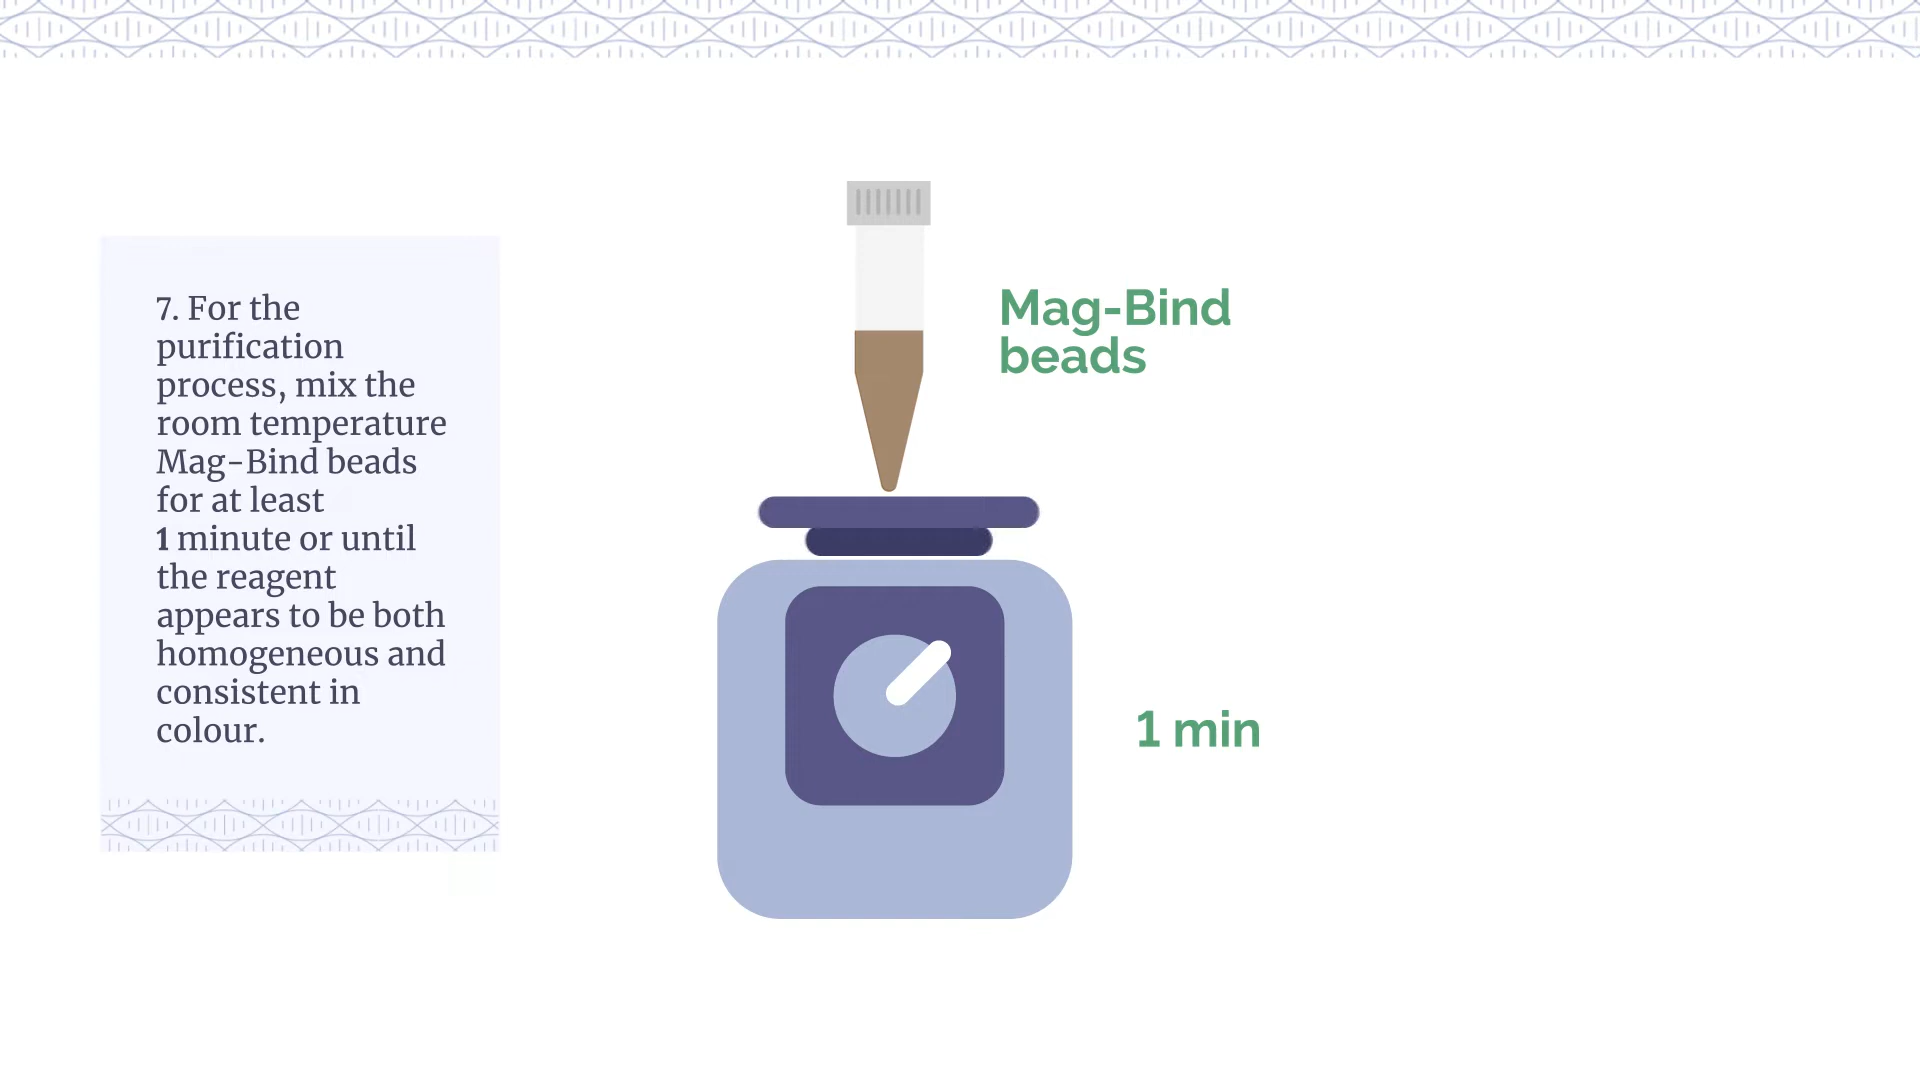 7. For the
purification
process, mix the
room temperature
Mag-Bind beads
for at least
1 minute or until
the reagent
appears to be both
homogeneous and
consistent in
colour.
Mag-Bind
beads
1 min